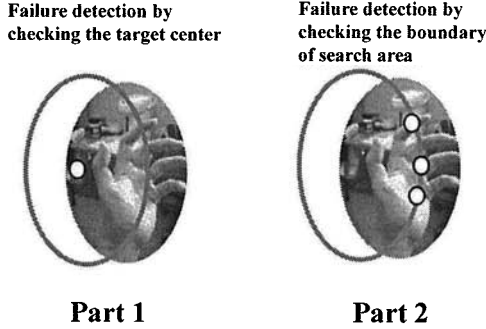 Failure detection by
checking the target center
Failure detection by
checking the boundary
of search area
Part 1
Part 2